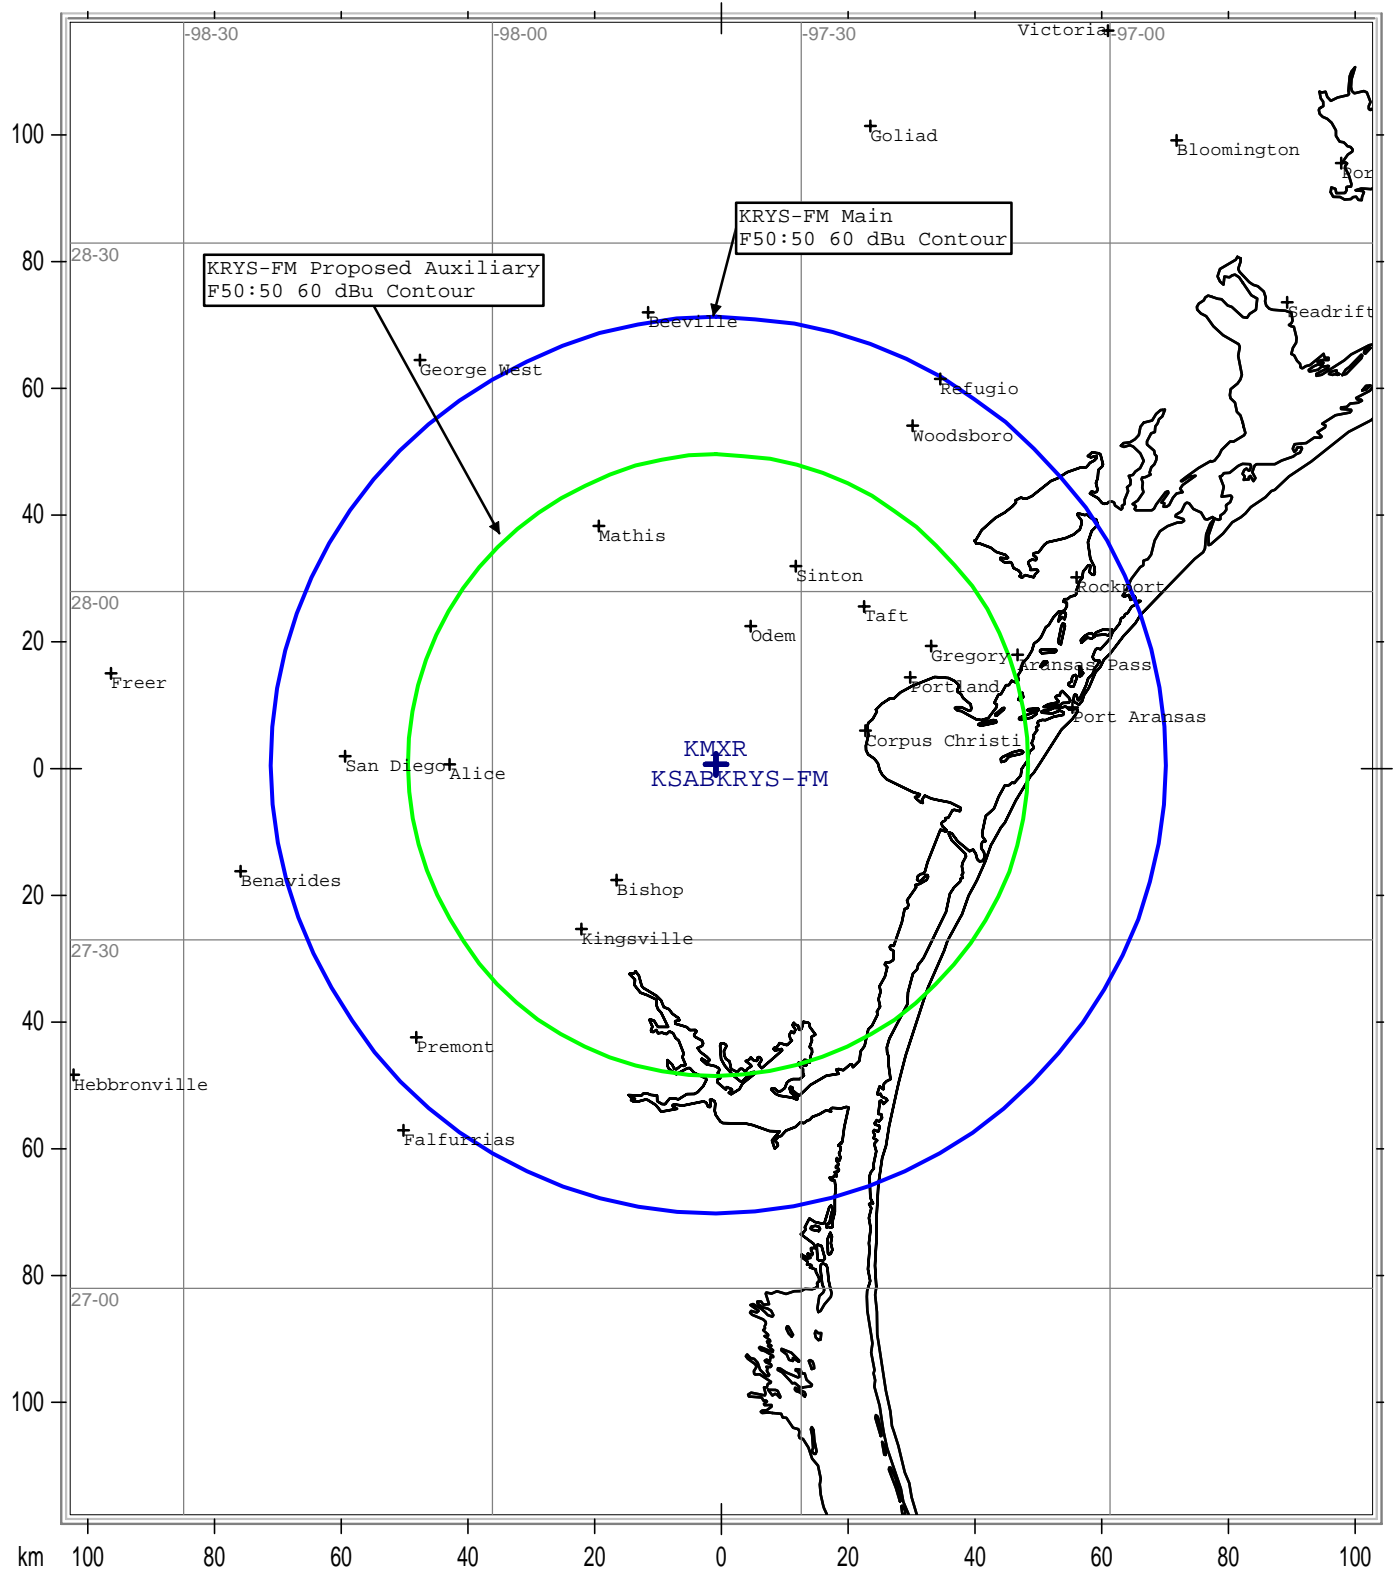 -98-30
-98-00
-97-30
-97-00
Victoria
100
Goliad
Bloomington
Por
KRYS-FM Main
F50:50 60 dBu Contour
28-30
80
KRYS-FM Proposed Auxiliary
F50:50 60 dBu Contour
Seadrift
Beeville
George West
60
Refugio
Woodsboro
40
Mathis
Sinton
Rockport
28-00
Taft
Odem
20
Gregory
Aransas Pass
Freer
Portland
Port Aransas
Corpus Christi
KMXR
0
San Diego
Alice
KSABKRYS-FM
Benavides
20
Bishop
Kingsville
27-30
40
Premont
Hebbronville
Falfurrias
60
80
27-00
100
km
100
80
60
40
20
0
20
40
60
80
100